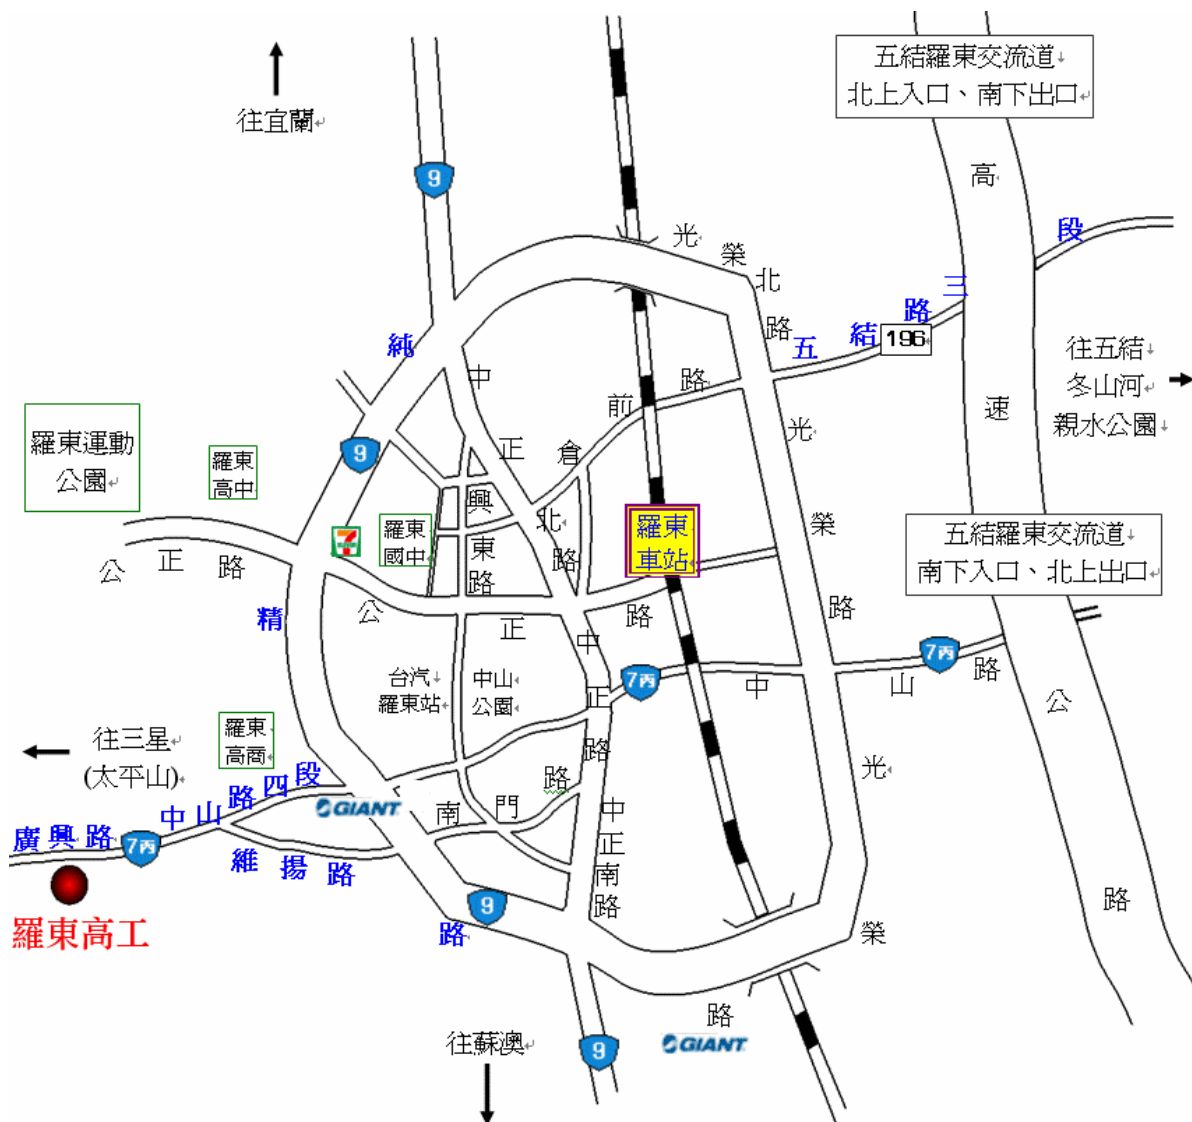 五結羅東交流道
北上入口、南下出口
往宜蘭
9
高
段
光
榮
北
路
三
路
結
五
196
純
中
路
前
往五結
冬山河
親水公園
速
羅東運動
公園
9
羅東
高中
正
倉
光
興
北
路
羅東
國中
東
路
羅東
車站
榮
路
五結羅東交流道
南下入口、北上出口
公
正
路
精
公
正
路
中
正
路
7丙
中
山
7丙
路
公
台汽
羅東站
中山
公園
羅東
高商
往三星
(太平山)
光
路
南
門
中
正
南
路
GIANT
中山路四段
廣興路
7丙
維揚路
羅東高工
9
路
路
榮
路
GIANT
往蘇澳
9